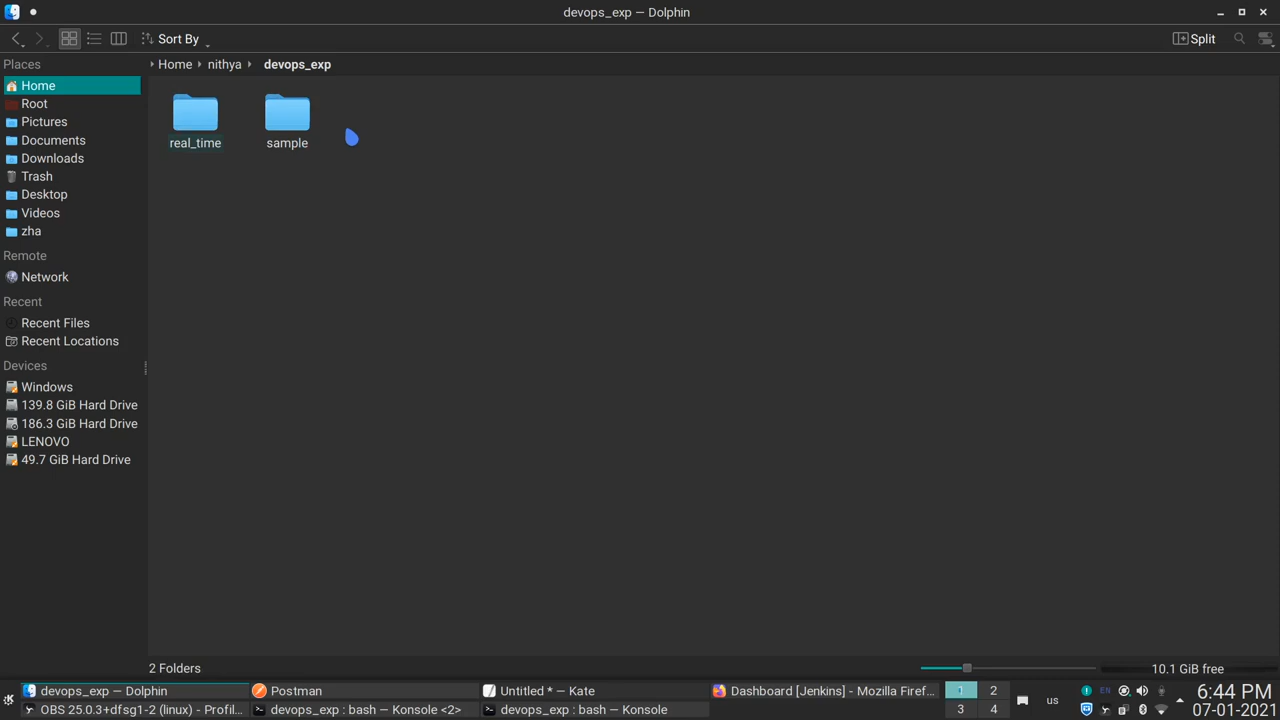 devops_exp — Dolphin
Sort By
Split
Places
Home
Root
Pictures
Documents
Downloads
Trash
Desktop
Videos
zha
Remote
Network
Recent
Recent Files
Recent Locations
Devices
Windows
139.8 GiB Hard Drive
186.3 GiB Hard Drive
LENOVO
49.7 GiB Hard Drive
Home nithya devops_exp
real_time
sample
2 Folders
10.1 GiB free
devops_exp — Dolphin
Postman
Untitled * — Kate
Dashboard [Jenkins] - Mozilla Firef...
OBS 25.0.3+dfsg1-2 (linux) - Profil...
devops_exp : bash — Konsole <2>
devops_exp : bash — Konsole
1 2
3 4
us
EN
6:44 PM
07-01-2021